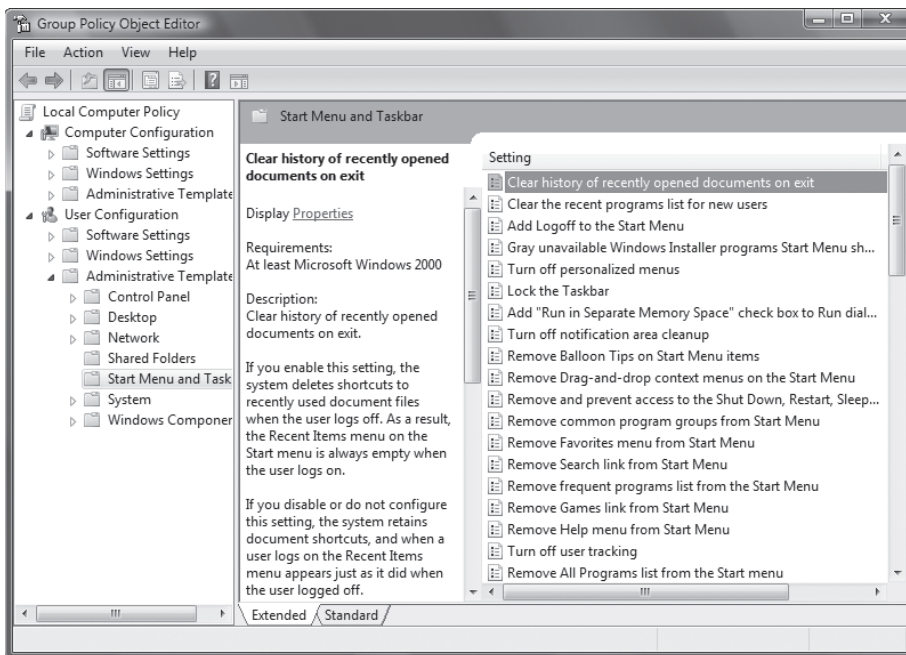 Group Policy Object Editor
File Action View Help
Local Computer Policy
Computer Configuration
Software Settings
Windows Settings
Administrative Template
User Configuration
Software Settings
Windows Settings
Administrative Template
Control Panel
Desktop
Network
Shared Folders
Start Menu and Task
System
Windows Componer
Start Menu and Taskbar
Clear history of recently opened
documents on exit
Display Properties
Requirements:
At least Microsoft Windows 2000
Description:
Clear history of recently opened
documents on exit.
If you enable this setting, the
system deletes shortcuts to
recently used document files
when the user logs off. As a result,
the Recent Items menu on the
Start menu is always empty when
the user logs on.
If you disable or do not configure
this setting, the system retains
document shortcuts, and when a
user logs on the Recent Items
menu appears just as it did when
the user logged off.
Setting
Clear history of recently opened documents on exit
Clear the recent programs list for new users
Add Logoff to the Start Menu
Gray unavailable Windows Installer programs Start Menu sh...
Turn off personalized menus
Lock the Taskbar
Add "Run in Separate Memory Space" check box to Run dial...
Turn off notification area cleanup
Remove Balloon Tips on Start Menu items
Remove Drag-and-drop context menus on the Start Menu
Remove and prevent access to the Shut Down, Restart, Sleep...
Remove common program groups from Start Menu
Remove Favorites menu from Start Menu
Remove Search link from Start Menu
Remove frequent programs list from the Start Menu
Remove Games link from Start Menu
Remove Help menu from Start Menu
Turn off user tracking
Remove All Programs list from the Start menu
Extended Standard